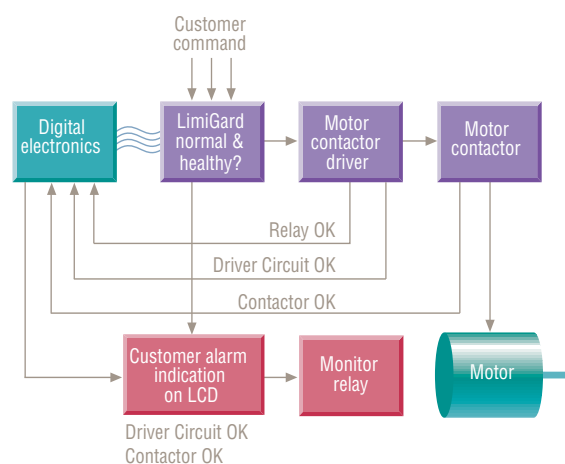 Customer
command
Digital
electronics
LimiGard
normal &
healthy?
Motor
contactor
driver
Motor
contactor
Relay OK
Driver Circuit OK
Contactor OK
Customer alarm
indication
on LCD
Monitor
relay
Motor
Driver Circuit OK
Contactor OK